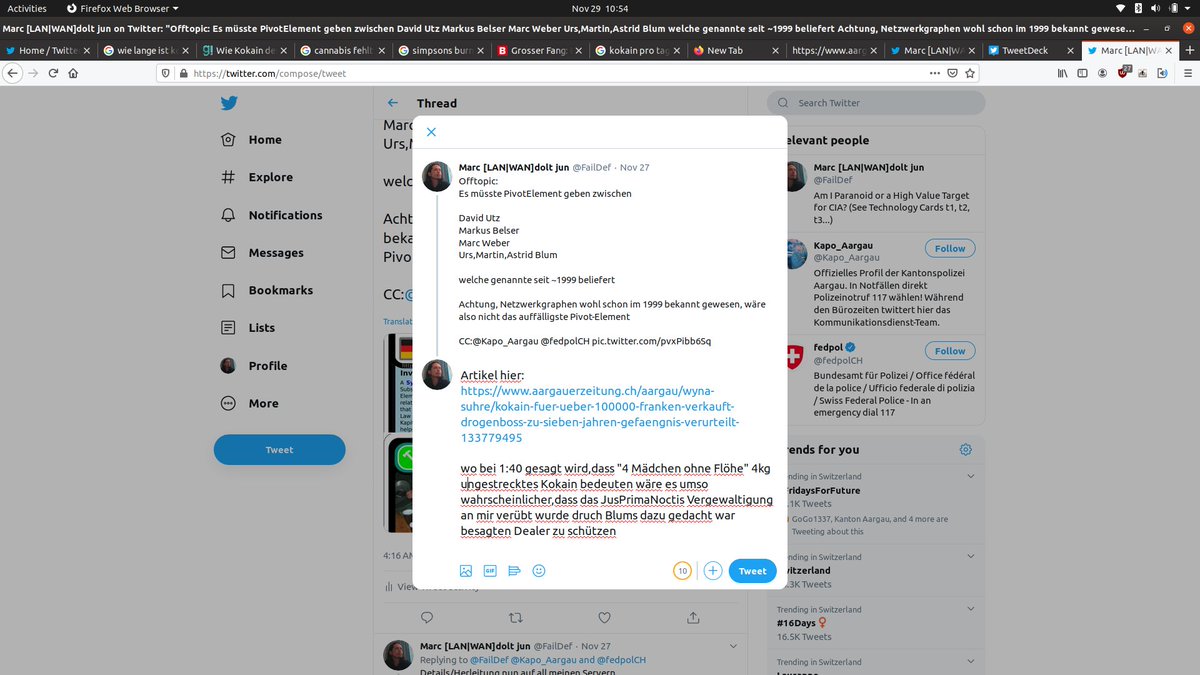 Activities
Firefox Web Browser
Nov 29 10:54
Marc [LAN|WAN]dolt jun on Twitter: "Offtopic: Es müsste PivotElement geben zwischen David Utz Markus Belser Marc Weber Urs,Martin,Astrid Blum welche genannte seit ~1999 beliefert Achtung, Netzwerkgraphen wohl schon im 1999 bekannt gewese…
Home / Twitter
wie lange ist ko
Wie Kokain de
cannabis fehlt
simpsons burn
Grosser Fang:
kokain pro tag
New Tab
https://www.aarg
Marc [LAN|WA
TweetDeck
Marc [LAN|W
https://twitter.com/compose/tweet
27
Home
Explore
Notifications
Messages
Bookmarks
Lists
Profile
More
Tweet
Thread
Marc
Urs,M
welc
Acht
beka
Pivo
CC:@
Translat
4:16 AM
View
Marc [LAN|WAN]dolt jun @FailDef · Nov 27
Offtopic:
Es müsste PivotElement geben zwischen
David Utz
Markus Belser
Marc Weber
Urs,Martin,Astrid Blum
welche genannte seit ~1999 beliefert
Achtung, Netzwerkgraphen wohl schon im 1999 bekannt gewesen, wäre
also nicht das auffälligste Pivot-Element
CC:@Kapo_Aargau @fedpolCH pic.twitter.com/pvxPibb6Sq
Artikel hier:
https://www.aargauerzeitung.ch/aargau/wyna-
suhre/kokain-fuer-ueber-100000-franken-verkauft-
drogenboss-zu-sieben-jahren-gefaengnis-verurteilt-
133779495
wo bei 1:40 gesagt wird,dass "4 Mädchen ohne Flöhe" 4kg
ungestrecktes Kokain bedeuten wäre es umso
wahrscheinlicher,dass das JusPrimaNoctis Vergewaltigung
an mir verübt wurde druch Blums dazu gedacht war
besagten Dealer zu schützen
10
Tweet
Marc [LAN|WAN]dolt jun @FailDef · Nov 27
Replying to @FailDef @Kapo_Aargau and @fedpolCH
Details/Herleitung nun auf all meinen Servern
Search Twitter
elevant people
Marc [LAN|WAN]dolt jun
@FailDef
Am I Paranoid or a High Value Target
for CIA? (See Technology Cards t1, t2,
t3...)
Kapo_Aargau
@Kapo_Aargau
Follow
Offizielles Profil der Kantonspolizei
Aargau. In Notfällen direkt
Polizeinotruf 117 wählen! Während
den Bürozeiten twittert hier das
Kommunikationsdienst-Team.
fedpol
@fedpolCH
Follow
Bundesamt für Polizei / Office fédéral
de la police / Ufficio federale di polizia
/ Swiss Federal Police - In an
emergency dial 117
rends for you
ending in Switzerland
ridaysForFuture
.1K Tweets
GoGo1337, Kanton Aargau, and 4 more are
Tweeting about this
ending in Switzerland
witzerland
.3K Tweets
Trending in Switzerland
#16Days
16.5K Tweets
Trending in Switzerland